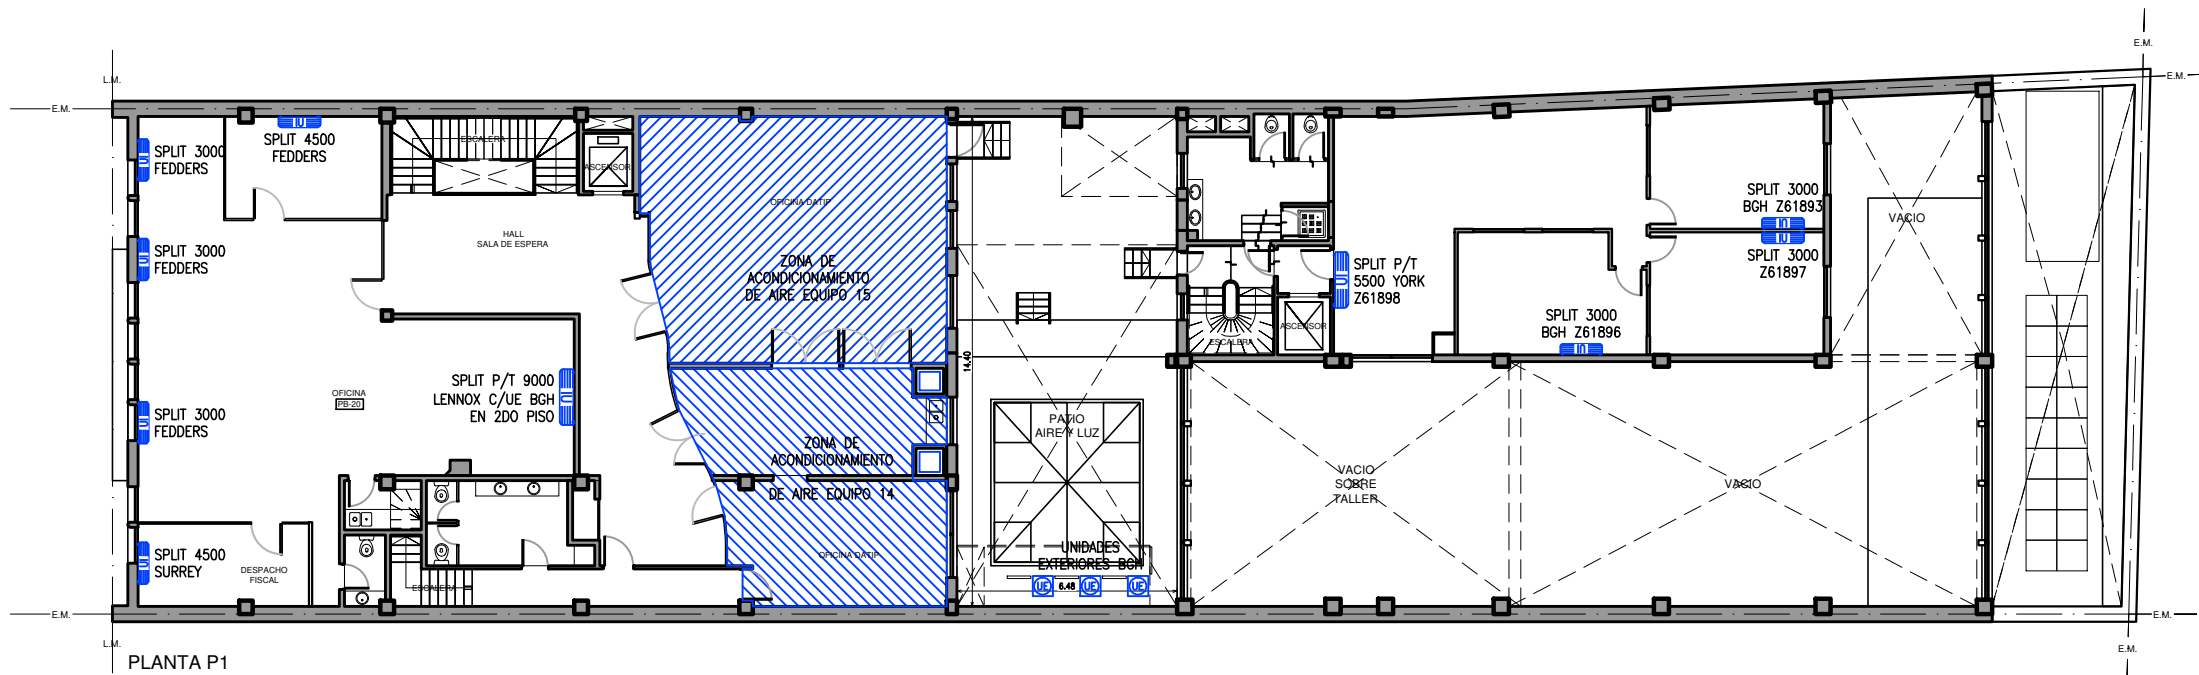 E.M.
L.M.
E.M.
E.M.
SPLIT 3000
FEDDERS
SPLIT 4500
FEDDERS
ESCALERA
ASCENSOR
OFICINA DATIP
HALL
SALA DE ESPERA
SPLIT 3000
FEDDERS
ZONA DE
ACONDICIONAMIENTO
DE AIRE EQUIPO 15
SPLIT P/T
5500 YORK
Z61898
SPLIT 3000
BGH Z61893
SPLIT 3000
Z61897
VACIO
SPLIT 3000
BGH Z61896
ESCALERA
ASCENSOR
14.40
SPLIT P/T 9000
LENNOX C/UE BGH
EN 2DO PISO
OFICINA
PB-20
SPLIT 3000
FEDDERS
PATIO
AIRE Y LUZ
ZONA DE
ACONDICIONAMIENTO
DE AIRE EQUIPO 14
VACIO
SOBRE
TALLER
VACIO
SPLIT 4500
SURREY
DESPACHO
FISCAL
ESCALERA
OFICINA DATIP
UNIDADES
EXTERIORES BGH
UE
6.48
UE
UE
E.M.
E.M.
L.M.
E.M.
PLANTA P1